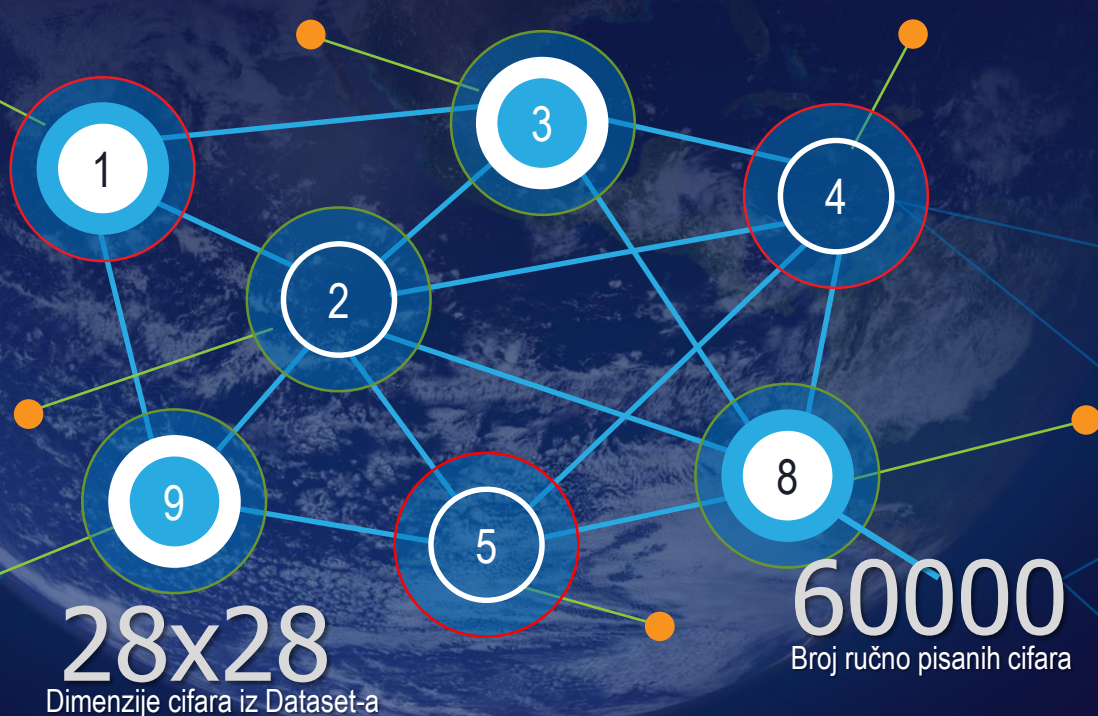 1
3
4
2
9
5
8
28x28
Dimenzije cifara iz Dataset-a
60000
Broj ručno pisanih cifara